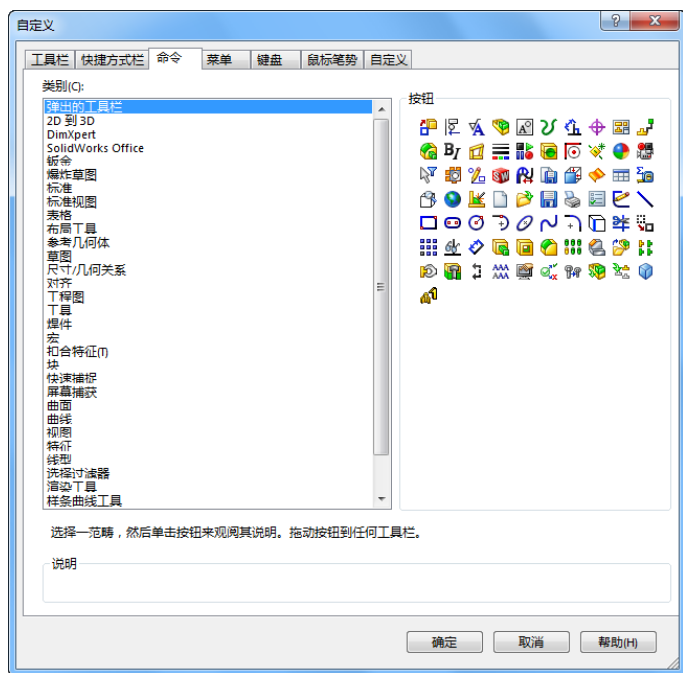 自定义
工具栏 快捷方式栏 命令 菜单 键盘 鼠标笔势 自定义
类别(C):
按钮
弹出的工具栏
2D 到 3D
DimXpert
SolidWorks Office
钣金
爆炸草图
标准
标准视图
表格
布局工具
参考几何体
草图
尺寸/几何关系
对齐
工程图
工具
焊件
宏
扣合特征(T)
块
快速捕捉
屏幕捕获
曲面
曲线
视图
特征
线型
选择过滤器
渲染工具
样条曲线工具
选择一范畴，然后单击按钮来观阅其说明。拖动按钮到任何工具栏。
说明
确定 取消 帮助(H)